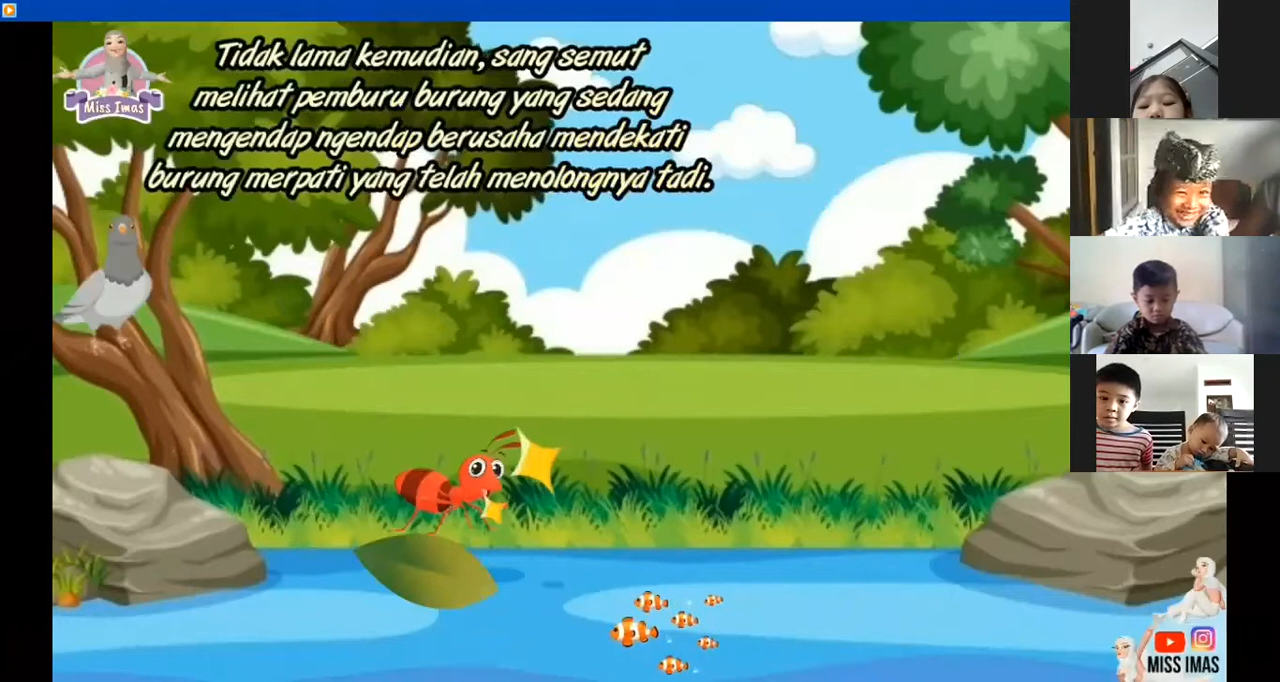 Tidak lama kemudian, sang semut
melihat pemburu burung yang sedang
mengendap ngendap berusaha mendekati
burung merpati yang telah menolongnya tadi.
Miss Imas
MISS IMAS